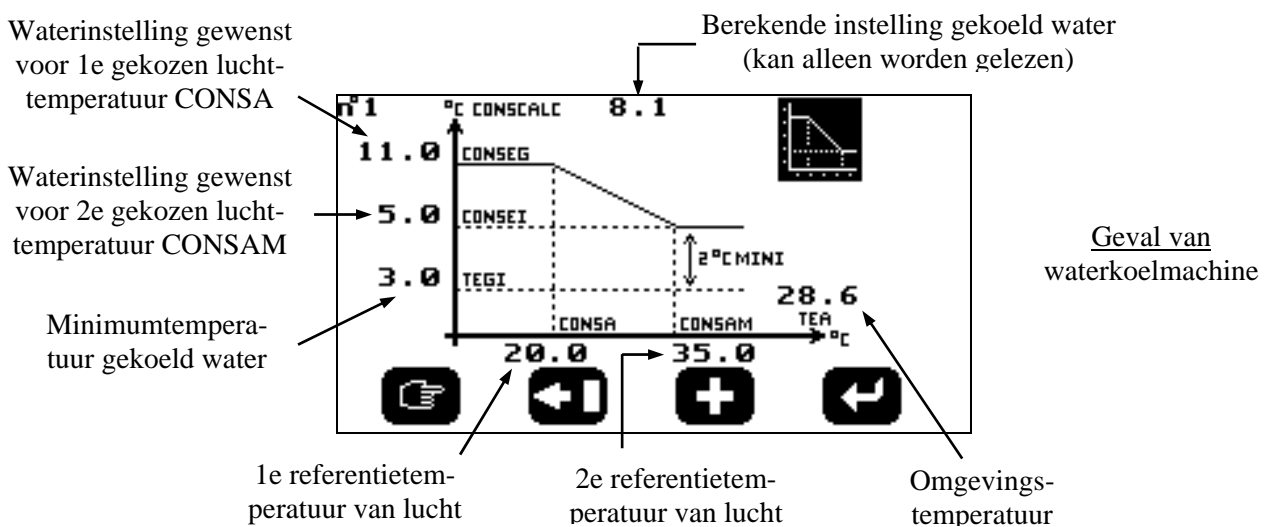 Waterinstelling gewenst
voor 1e gekozen lucht-
temperatuur CONSA
Berekende instelling gekoeld water
(kan alleen worden gelezen)
n°1 °C CONSCALC 8.1
11.0 CONSEG
Waterinstelling gewenst
voor 2e gekozen lucht-
temperatuur CONSAM
5.0 CONSEI
2°C MINI
Geval van
waterkoelmachine
3.0 TEGI
28.6
TEA
°C
Minimumtempera-
tuur gekoeld water
CONSA CONSAM
20.0 35.0
1e referentietem-
peratuur van lucht
2e referentietem-
peratuur van lucht
Omgevings-
temperatuur